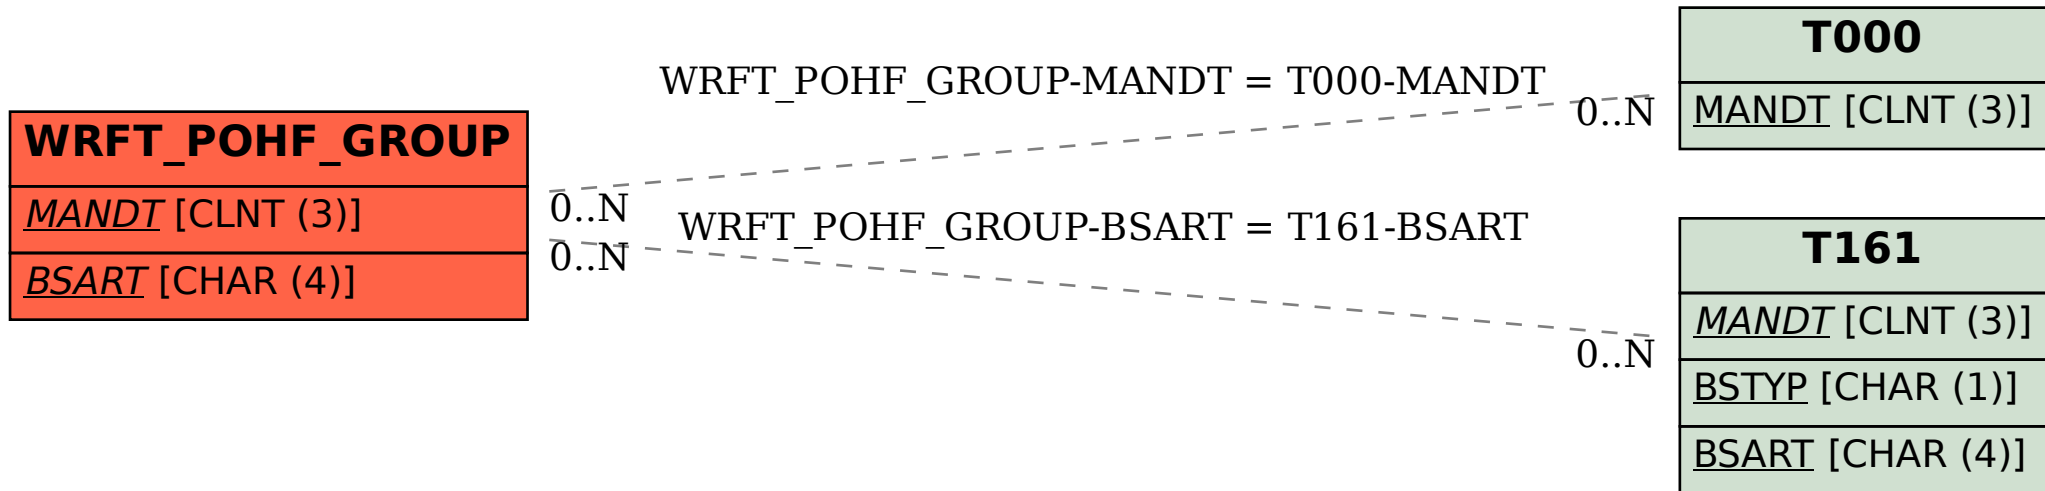 WRFT_POHF_GROUP
MANDT [CLNT (3)]
BSART [CHAR (4)]
WRFT_POHF_GROUP-MANDT = T000-MANDT
0..N
0..N
WRFT_POHF_GROUP-BSART = T161-BSART
0..N
0..N
T000
MANDT [CLNT (3)]
T161
MANDT [CLNT (3)]
BSTYP [CHAR (1)]
BSART [CHAR (4)]